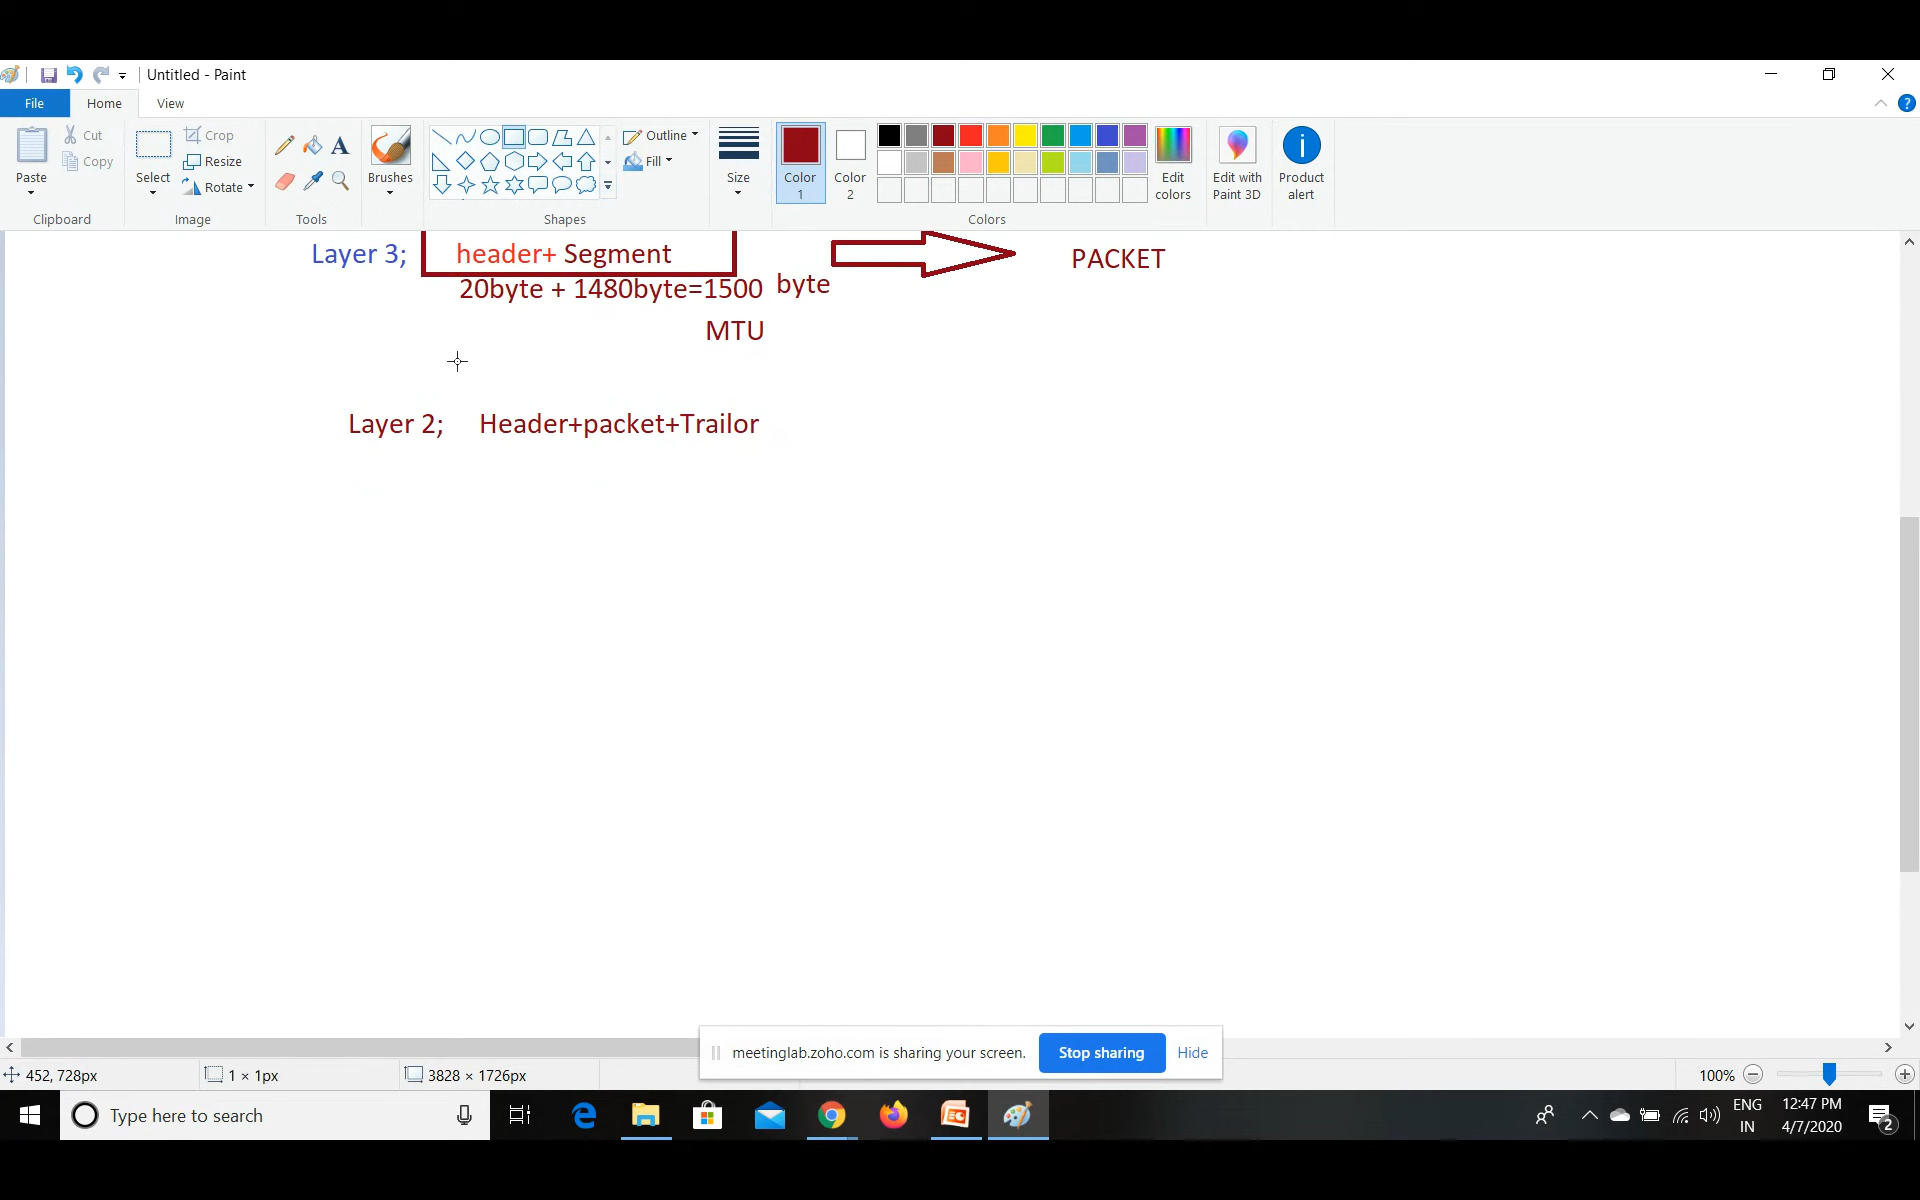 Untitled - Paint
File Home View
Paste
Cut
Copy
Clipboard
Select
Crop
Resize
Rotate
Image
Tools
Brushes
Shapes
Outline
Fill
Size
Color 1
Color 2
Colors
Edit colors
Edit with Paint 3D
Product alert
Layer 3; header+ Segment PACKET
20byte + 1480byte=1500 byte
MTU
Layer 2; Header+packet+Trailor
meetinglab.zoho.com is sharing your screen. Stop sharing Hide
452, 728px 1 × 1px 3828 × 1726px 100%
Type here to search
ENG
IN
12:47 PM
4/7/2020
2